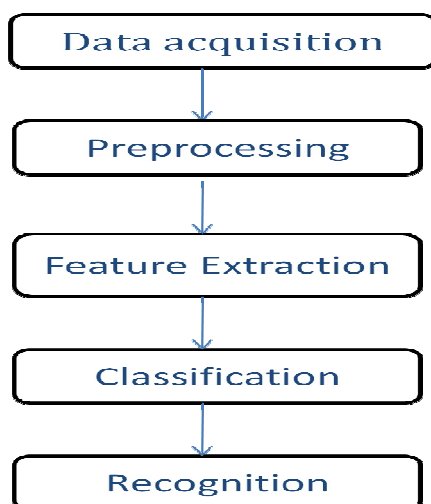 Data acquisition
Preprocessing
Feature Extraction
Classification
Recognition